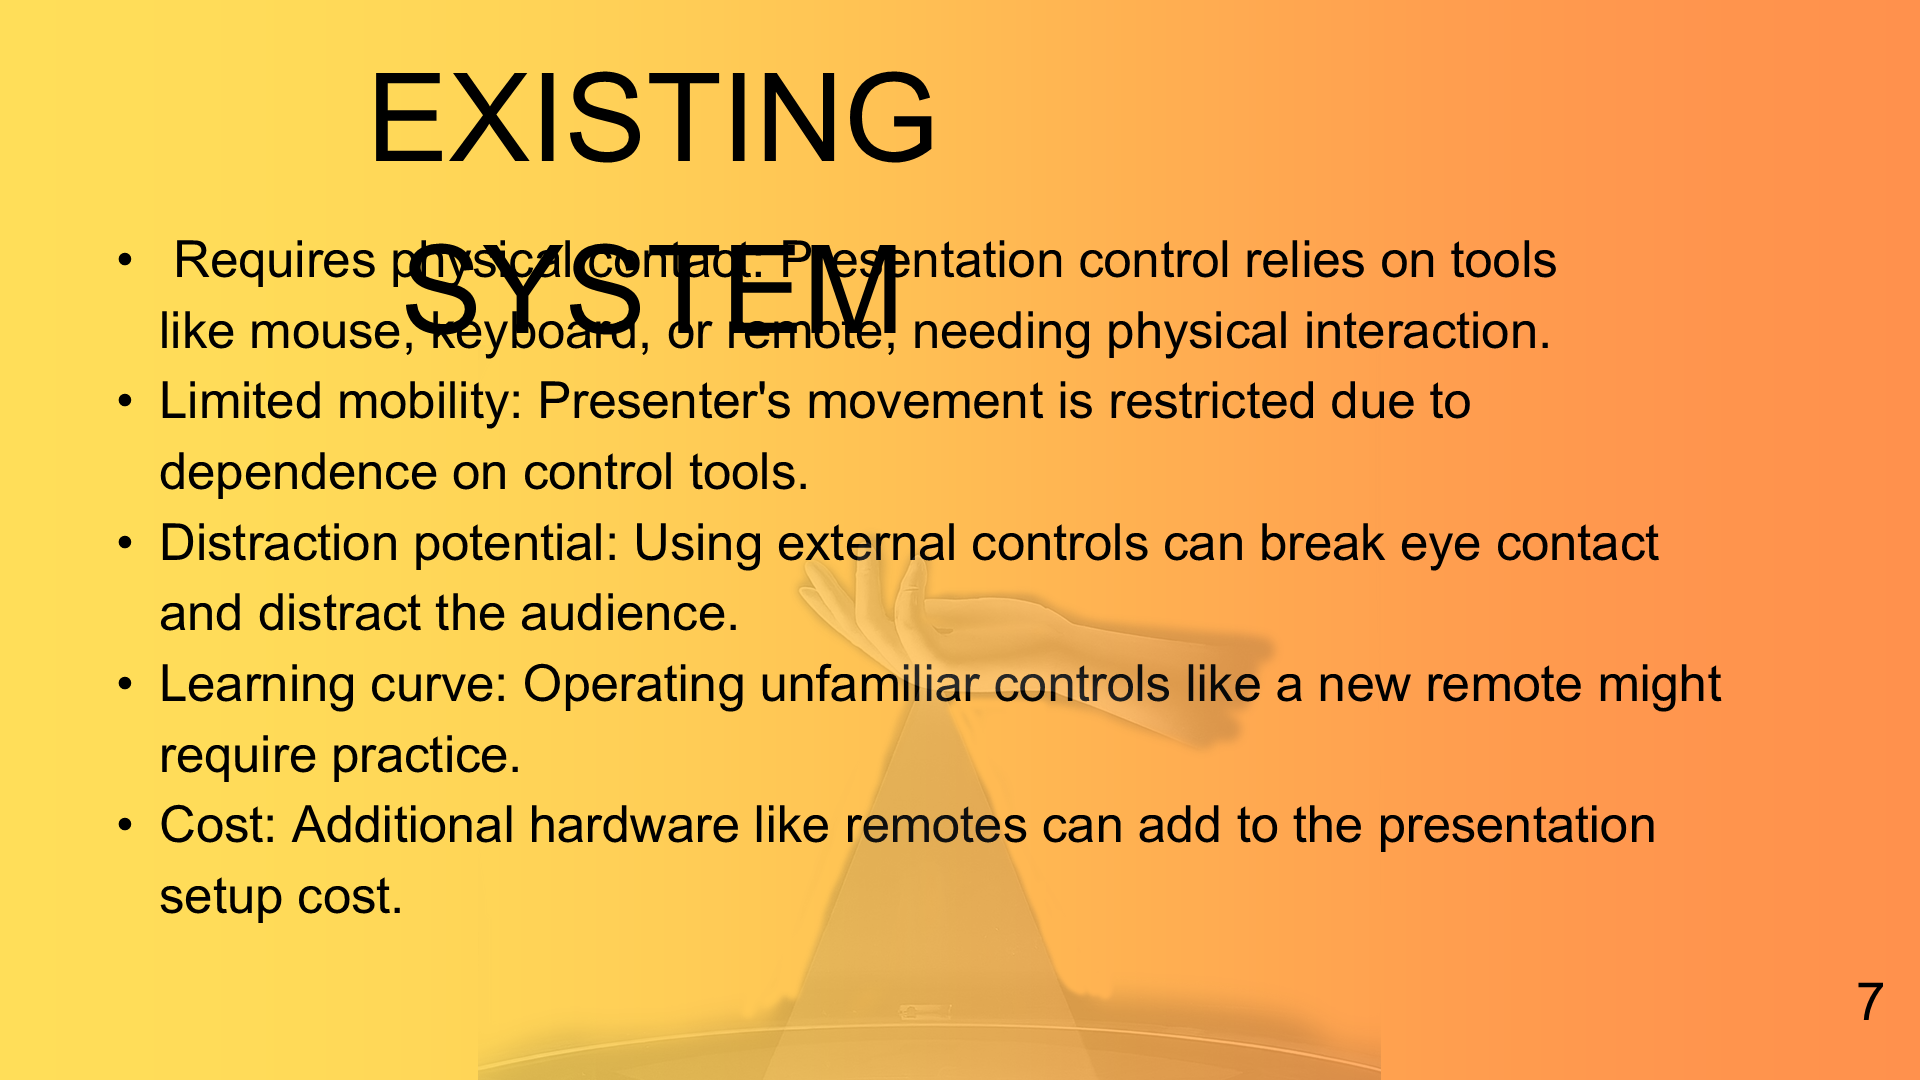 EXISTING
SYSTEM
• Requires physical contact: Presentation control relies on tools
like mouse, keyboard, or remote, needing physical interaction.
• Limited mobility: Presenter's movement is restricted due to
dependence on control tools.
• Distraction potential: Using external controls can break eye contact
and distract the audience.
• Learning curve: Operating unfamiliar controls like a new remote might
require practice.
• Cost: Additional hardware like remotes can add to the presentation
setup cost.
7